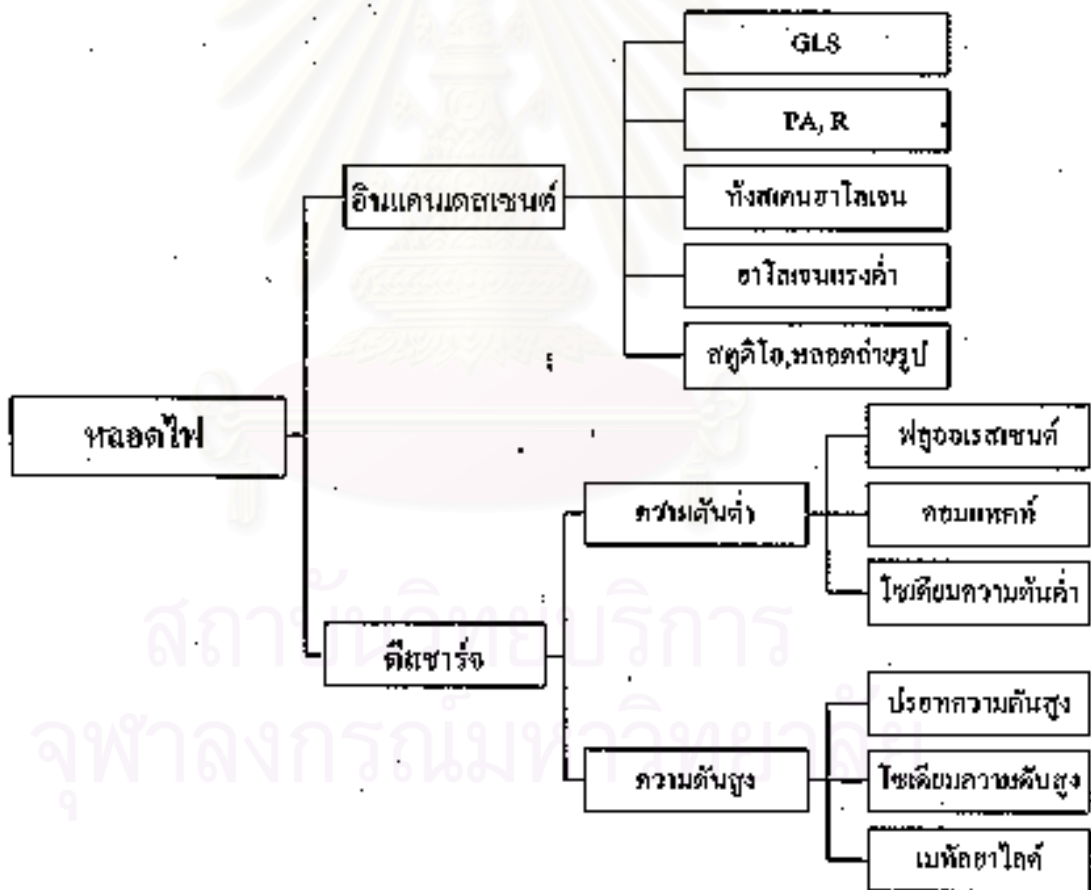 GLS
PA, R
อินแคนเดสเซนต์
ทังสเตนฮาโลเจน
ฮาโลเจนแรงต่ำ
สตูดิโอ,หลอดถ่ายรูป
หลอดไฟ
ฟลูออเรสเซนต์
ความดันต่ำ
คอมแพคท์
โซเดียมความดันต่ำ
ดีสชาร์จ
ปรอทความดันสูง
ความดันสูง
โซเดียมความดันสูง
เมทัลฮาไลด์
สถาบันวิทยบริการ
จุฬาลงกรณ์มหาวิทยาลัย